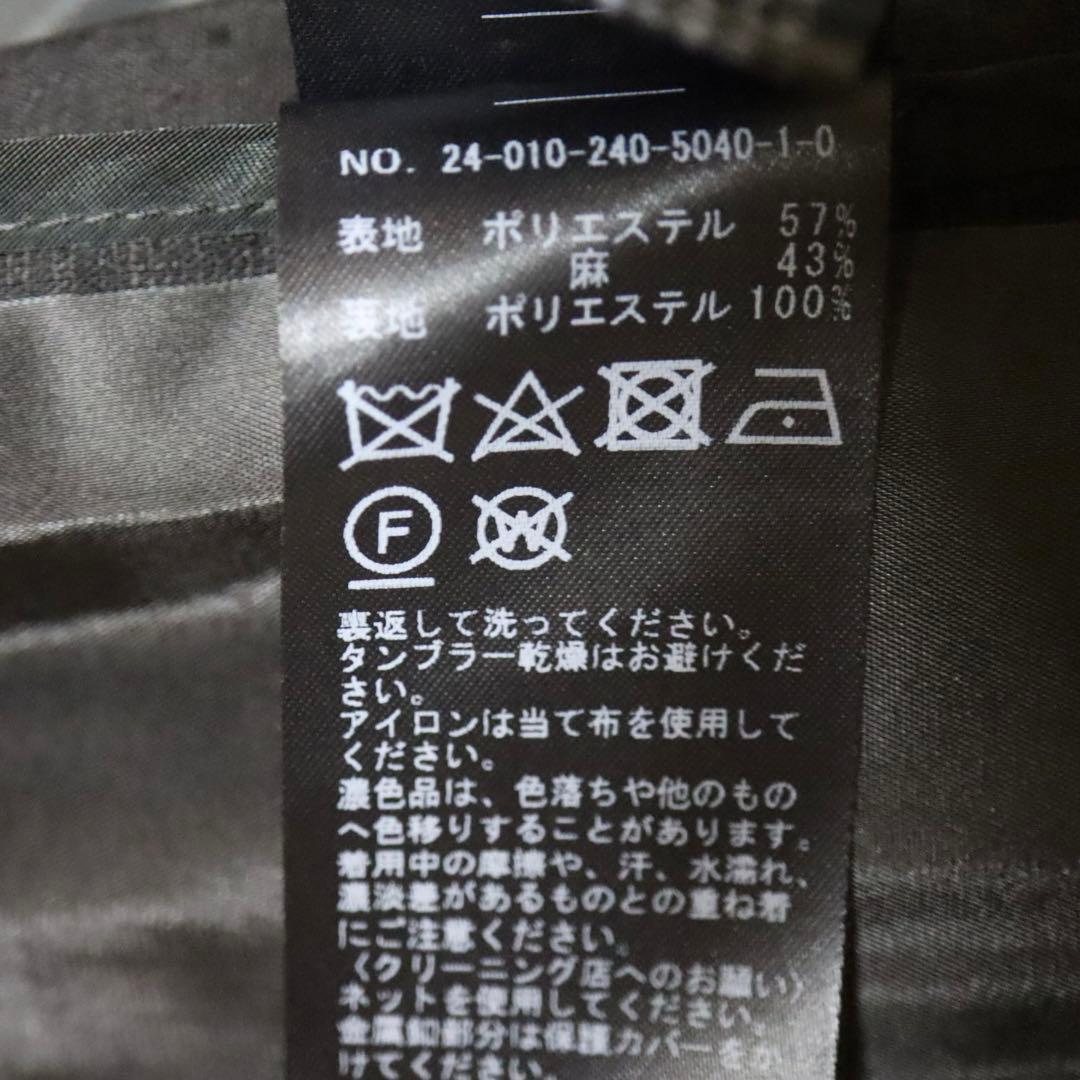 NO. 24-010-240-5040-1-0
表地 ポリエステル 57%
麻 43%
裏地 ポリエステル 100%
F W
裏返して洗ってください。
タンブラー乾燥はお避けくだ
さい。
アイロンは当て布を使用して
ください。
濃色品は、色落ちや他のもの
へ色移りすることがあります。
着用中の摩擦や、汗、水濡れ、
濃淡差があるものとの重ね着
にご注意ください。
〈クリーニング店へのお願い〉
ネットを使用してください。
金属釦部分は保護カバーをか
けてください。